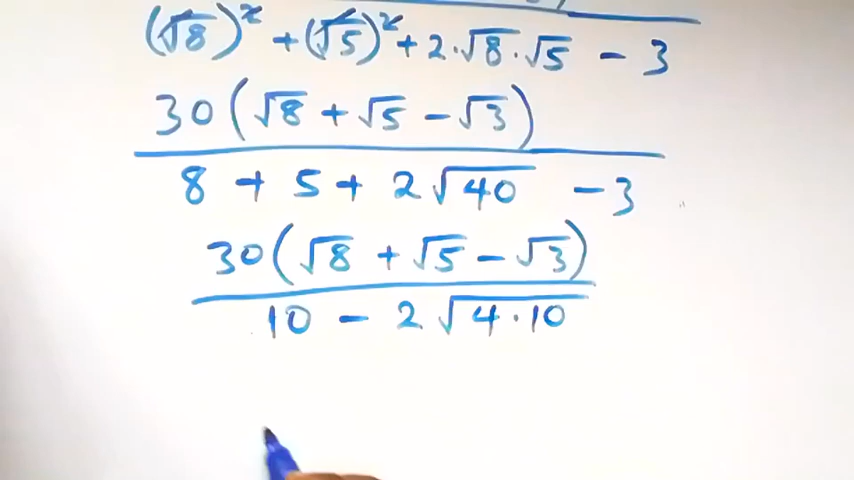 (√8)² + (√5)² + 2·√8·√5 − 3
30(√8 + √5 − √3)
8 + 5 + 2√40 − 3
30(√8 + √5 − √3)
10 − 2√4·10